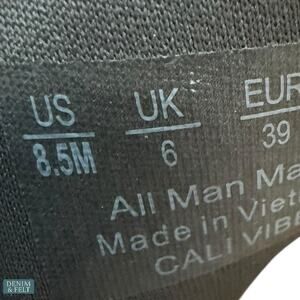 US UK EUR
8.5M 6 39
All Man Ma
Made in Viet
CALI VIB
DENIM
& FELT